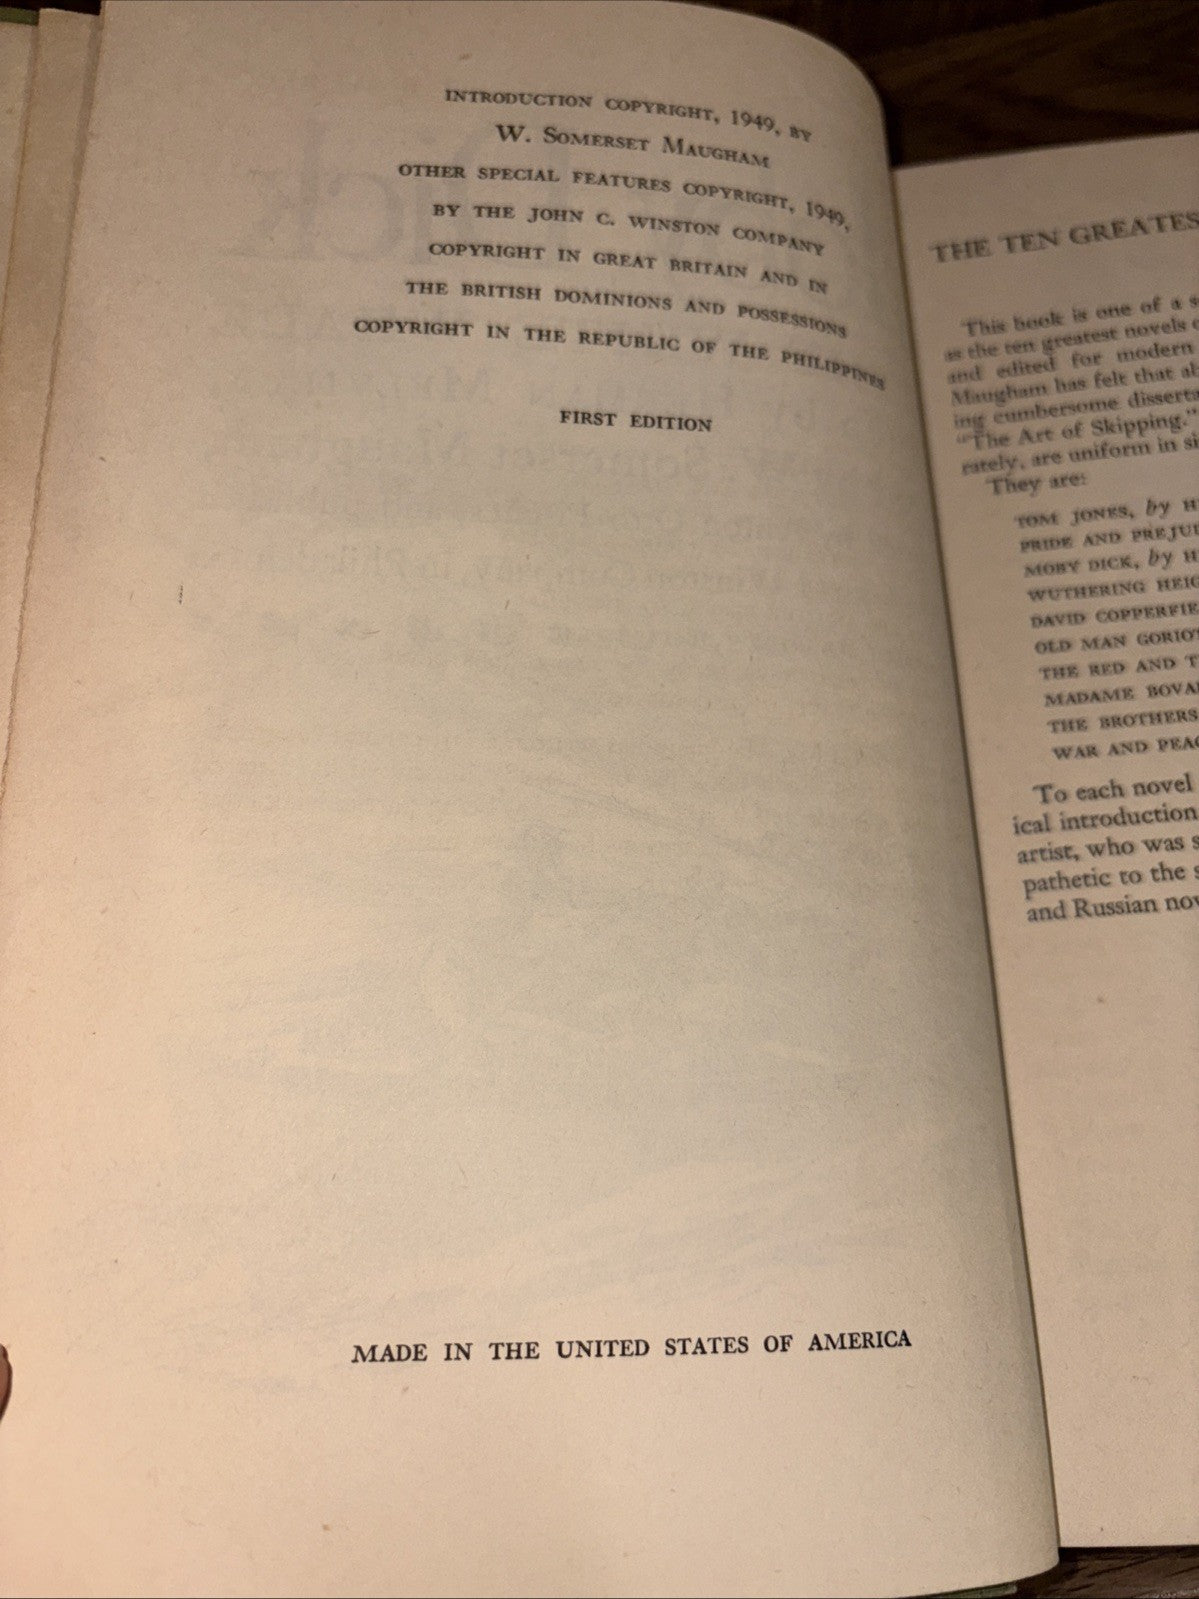 INTRODUCTION COPYRIGHT, 1949, BY
W. SOMERSET MAUGHAM
OTHER SPECIAL FEATURES COPYRIGHT, 1949,
BY THE JOHN C. WINSTON COMPANY
COPYRIGHT IN GREAT BRITAIN AND IN
THE BRITISH DOMINIONS AND POSSESSIONS
COPYRIGHT IN THE REPUBLIC OF THE PHILIPPINES
FIRST EDITION
MADE IN THE UNITED STATES OF AMERICA
THE TEN GREATES
This book is one of a s
as the ten greatest novels
and edited for modern
Maugham has felt that
ing cumbersome disserta
"The Art of Skipping."
rately, are uniform in si
They are:
TOM JONES, by H
PRIDE AND PREJUD
MOBY DICK, by H
WUTHERING HEIG
DAVID COPPERFIE
OLD MAN GORIOT
THE RED AND T
MADAME BOVA
THE BROTHERS
WAR AND PEAC
To each novel
ical introduction
artist, who was s
pathetic to the s
and Russian nov